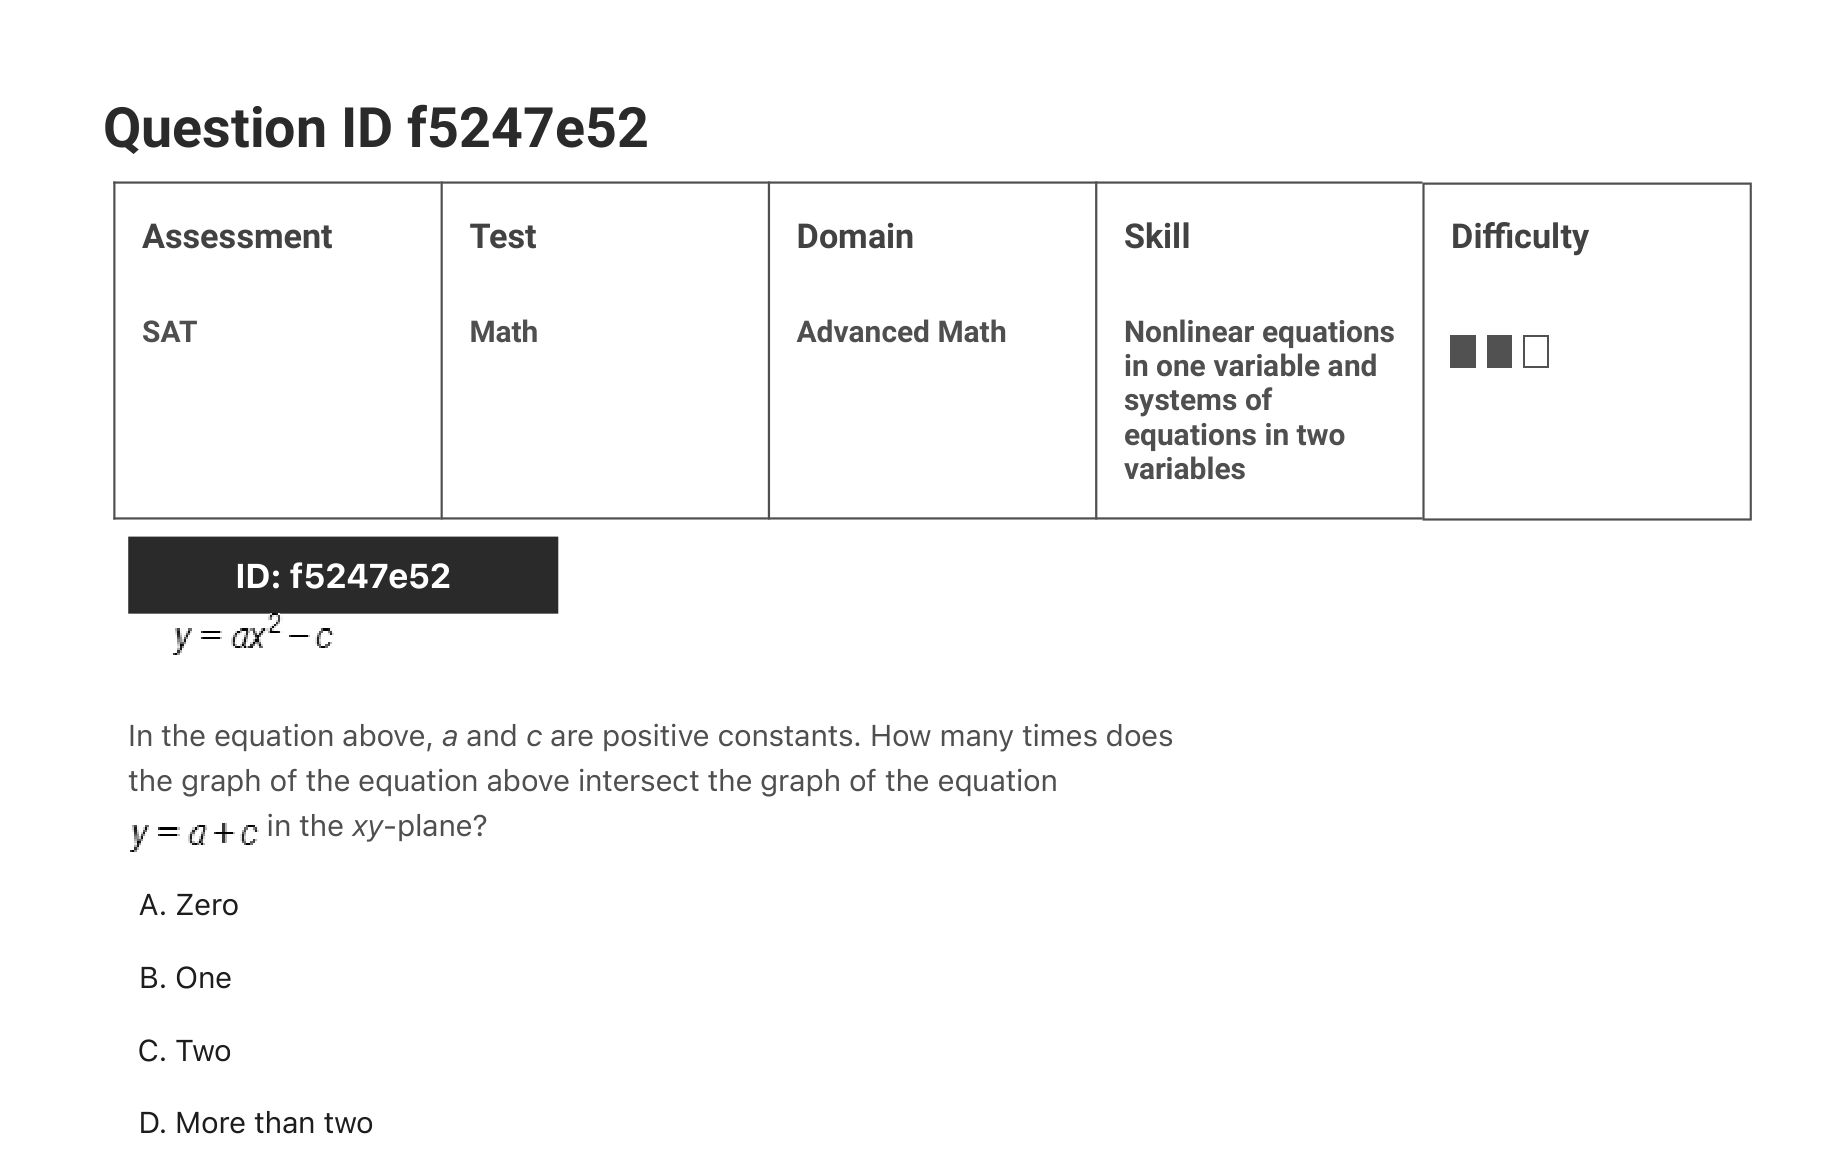 Question ID f5247e52
Assessment
Test
Domain
Skill
Difficulty
SAT
Math
Advanced Math
Nonlinear equations
in one variable and
systems of
equations in two
variables
ID: f5247e52
y = ax² – c
In the equation above, a and c are positive constants. How many times does
the graph of the equation above intersect the graph of the equation
y = a + c in the xy-plane?
A. Zero
B. One
C. Two
D. More than two